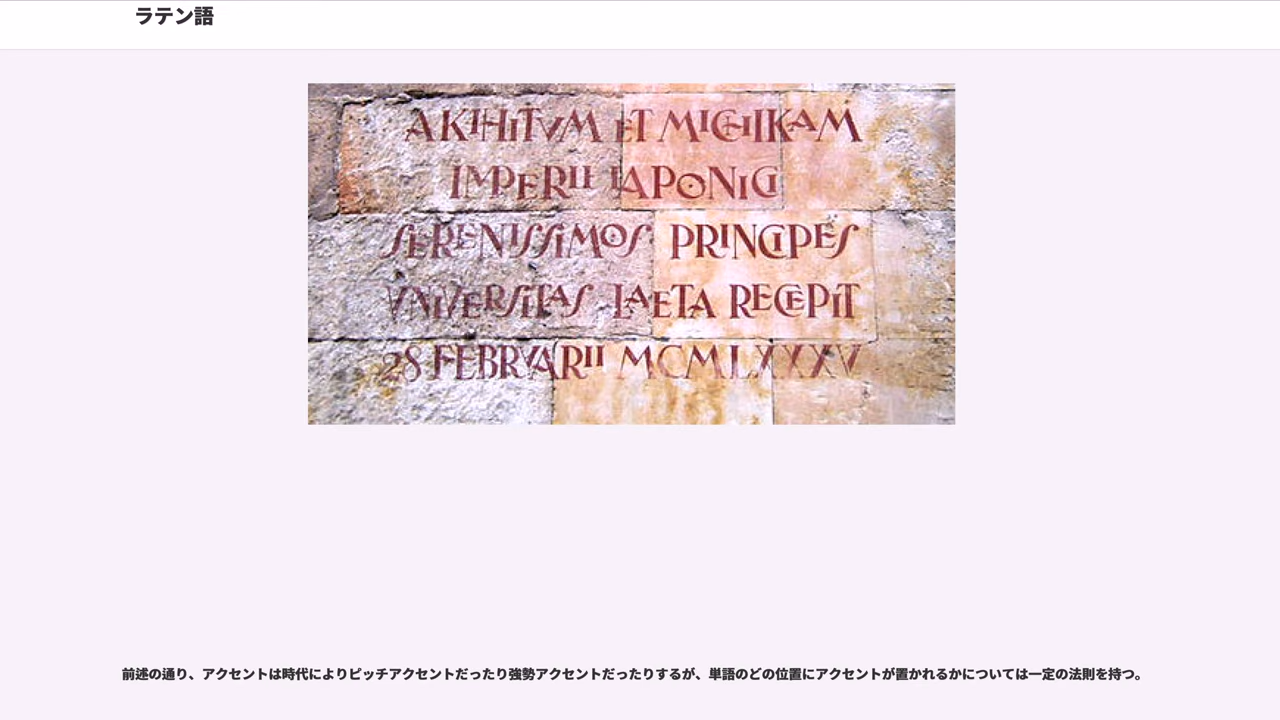 ラテン語
AKIHITVM ET MICHIKAM
IMPERII IAPONICI
SERENISSIMOS PRINCIPES
VNIVERSITAS LAETA RECEPIT
28 FEBRVARII MCMLXXXV
前述の通り、アクセントは時代によりピッチアクセントだったり強勢アクセントだったりするが、単語のどの位置にアクセントが置かれるかについては一定の法則を持つ。